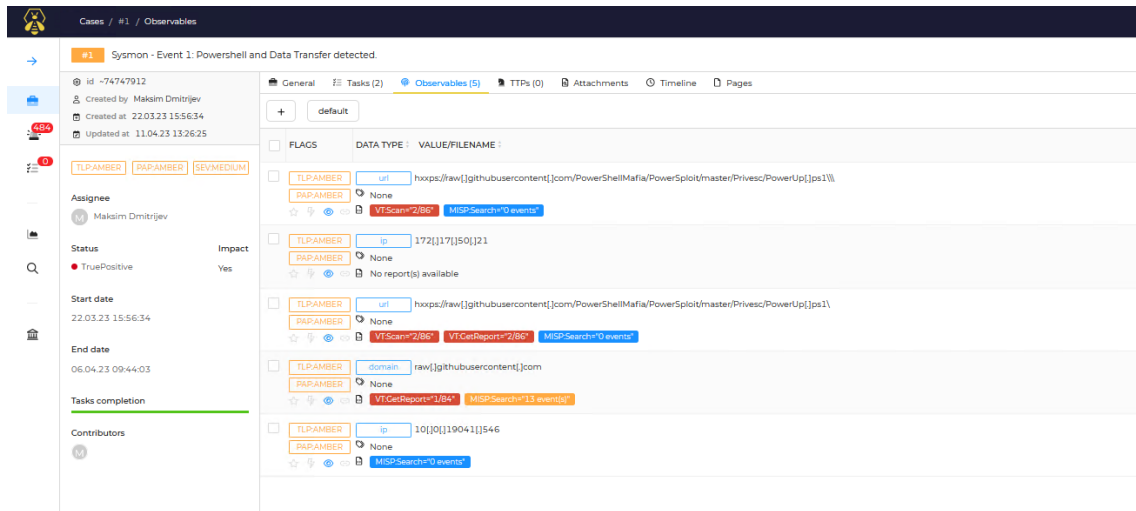 Cases / #1 / Observables
#1 Sysmon - Event 1: Powershell and Data Transfer detected.
id ~74747912
Created by Maksim Dmitrijev
Created at 22.03.23 15:56:34
Updated at 11.04.23 13:26:25
484
0
TLP:AMBER PAP:AMBER SEV:MEDIUM
Assignee
M Maksim Dmitrijev
Status Impact
TruePositive Yes
Start date
22.03.23 15:56:34
End date
06.04.23 09:44:03
Tasks completion
Contributors
M
General Tasks (2) Observables (5) TTPs (0) Attachments Timeline Pages
+ default
FLAGS DATA TYPE VALUE/FILENAME
TLP:AMBER url hxxps://raw[.]githubusercontent[.]com/PowerShellMafia/PowerSploit/master/Privesc/PowerUp[.]ps1\\\
PAP:AMBER None
VT:Scan="2/86" MISP:Search="0 events"
TLP:AMBER ip 172[.]17[.]50[.]21
PAP:AMBER None
No report(s) available
TLP:AMBER url hxxps://raw[.]githubusercontent[.]com/PowerShellMafia/PowerSploit/master/Privesc/PowerUp[.]ps1\
PAP:AMBER None
VT:Scan="2/86" VT:GetReport="2/86" MISP:Search="0 events"
TLP:AMBER domain raw[.]githubusercontent[.]com
PAP:AMBER None
VT:GetReport="1/84" MISP:Search="13 event(s)"
TLP:AMBER ip 10[.]0[.]19041[.]546
PAP:AMBER None
MISP:Search="0 events"